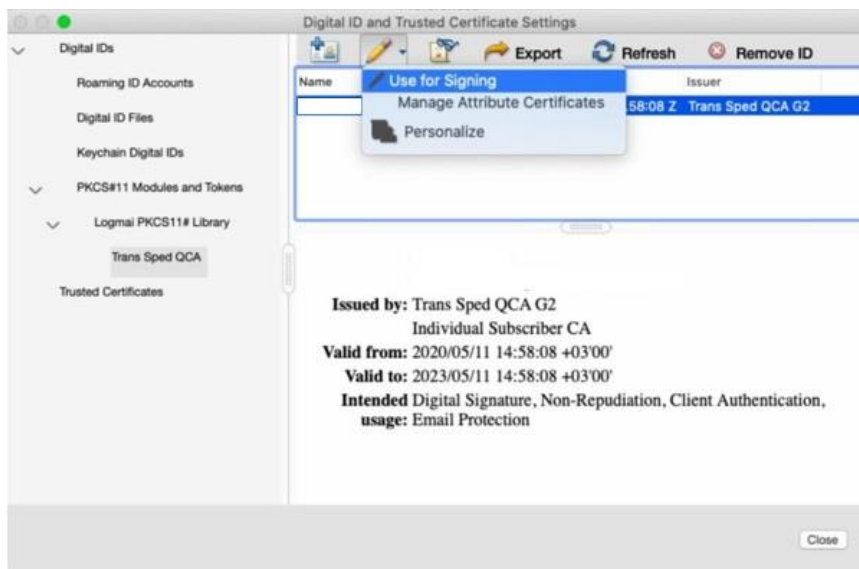 Digital ID and Trusted Certificate Settings
Digital IDs
Roaming ID Accounts
Digital ID Files
Keychain Digital IDs
PKCS#11 Modules and Tokens
Logmai PKCS11# Library
Trans Sped QCA
Trusted Certificates
Export Refresh Remove ID
Name Issuer
Use for Signing
Manage Attribute Certificates
Personalize
58:08 Z Trans Sped QCA G2
Issued by: Trans Sped QCA G2
Individual Subscriber CA
Valid from: 2020/05/11 14:58:08 +03'00'
Valid to: 2023/05/11 14:58:08 +03'00'
Intended Digital Signature, Non-Repudiation, Client Authentication,
usage: Email Protection
Close